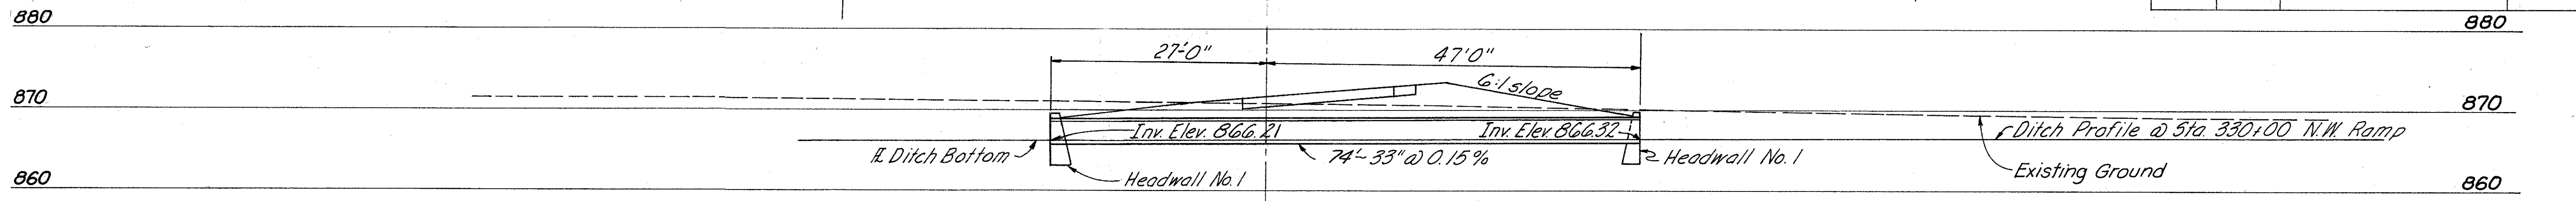 880 880
27'-0" 47'0"
6:1 slope
870 870
Inv. Elev. 866.21 Inv. Elev. 866.32
Ditch Profile @ Sta. 330+00 N.W. Ramp
℄ Ditch Bottom 74'-33" @ 0.15% Headwall No. 1
Existing Ground
860 Headwall No. 1 860